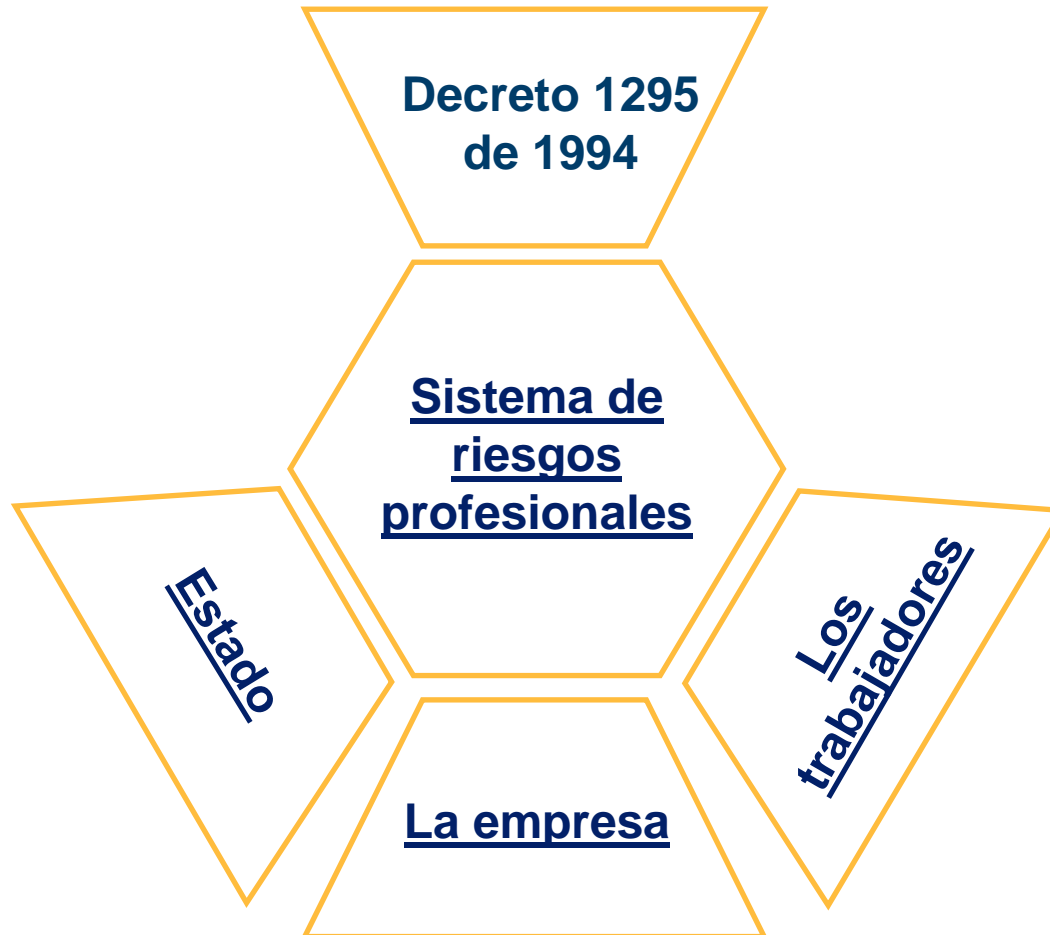 Decreto 1295
de 1994
Sistema de
riesgos
profesionales
Estado
Los
trabajadores
La empresa